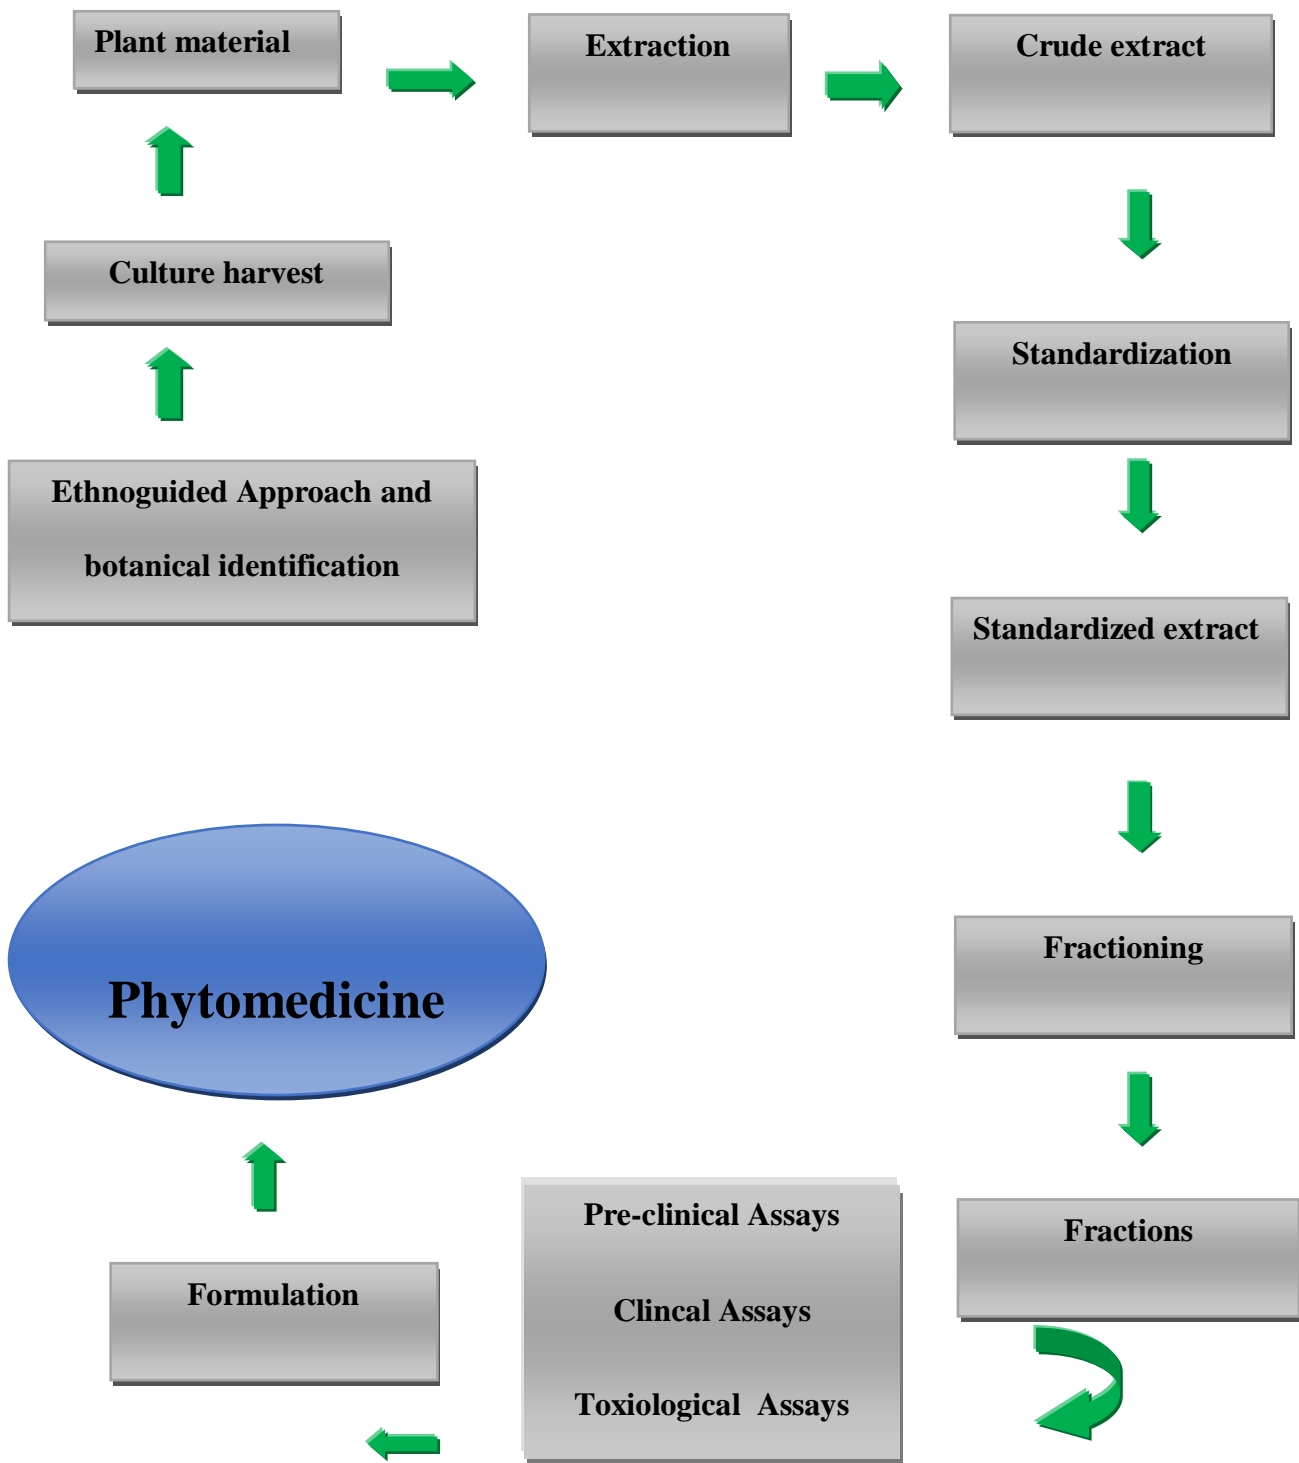 Plant material
Extraction
Crude extract
Culture harvest
Standardization
Ethnoguided Approach and
botanical identification
Standardized extract
Phytomedicine
Fractioning
Pre-clinical Assays
Clincal Assays
Toxiological Assays
Fractions
Formulation